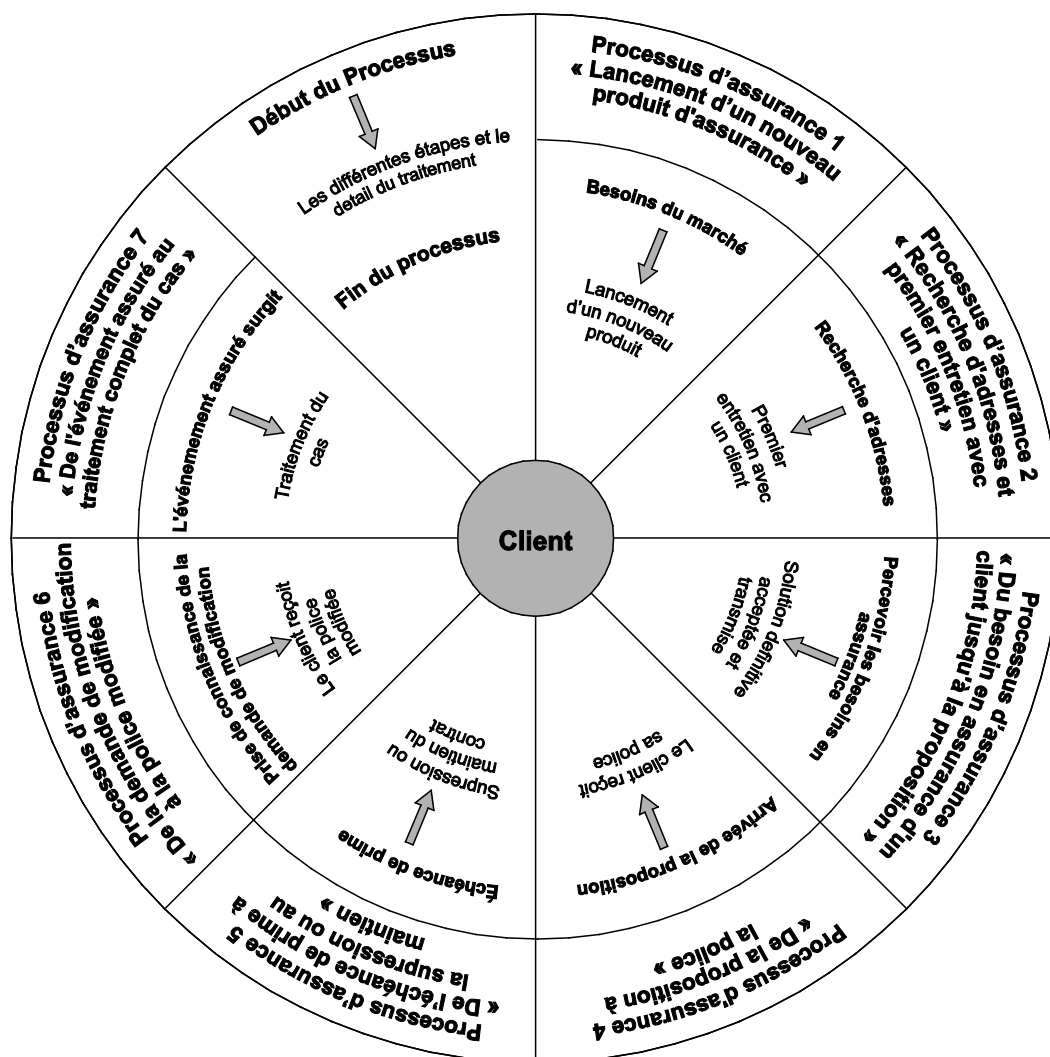 Début du Processus
Les différentes étapes et le
detail du traitement
Fin du processus
Processus d'assurance 1
« Lancement d'un nouveau
produit d'assurance »
Besoins du marché
Lancement
d'un nouveau
produit
Processus d'assurance 2
« Recherche d'adresses et
premier entretien avec
un client »
Recherche d'adresses
Premier
entretien avec
un client
Processus d'assurance 3
« Du besoin en assurance d'un
client jusqu'à la proposition »
Percevoir les besoins en
assurance
Solution definitive
acceptée et
transmise
Processus d'assurance 4
« De la proposition à
la police »
Arrivée de la proposition
Le client reçoit
sa police
Processus d'assurance 5
« De l'échéance de prime à
la supression ou au
maintien »
Échéance de prime
Supression ou
maintien du
contrat
Processus d'assurance 6
« De la demande de modification
à la police modifiée »
Prise de connaissance de la
demande de modification
Le client reçoit
la police
modifiée
Processus d'assurance 7
« De l'événement assuré au
traitement complet du cas »
L'événement assuré surgit
Traitement du
cas
Client